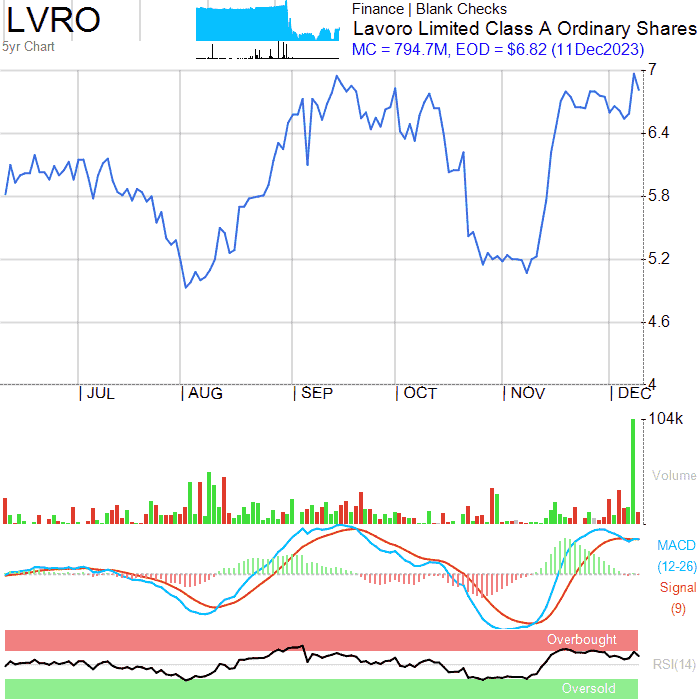 LVRO
5yr Chart
Finance | Blank Checks
Lavoro Limited Class A Ordinary Shares
MC = 794.7M, EOD = $6.82 (11Dec2023)
7
6.4
5.8
5.2
4.6
4
| JUL | AUG | SEP | OCT | NOV | DEC
104k
Volume
MACD
(12-26)
Signal
(9)
Overbought
RSI(14)
Oversold